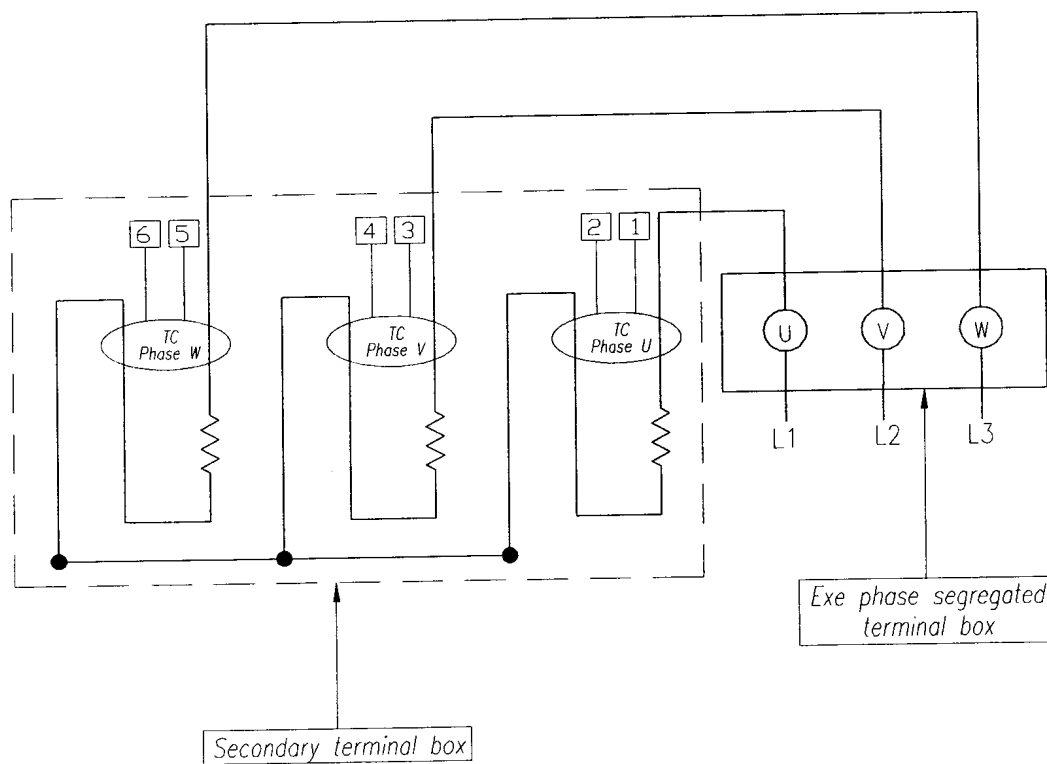 6 5
4 3
2 1
TC
Phase W
TC
Phase V
TC
Phase U
U V W
L1 L2 L3
Exe phase segregated
terminal box
Secondary terminal box